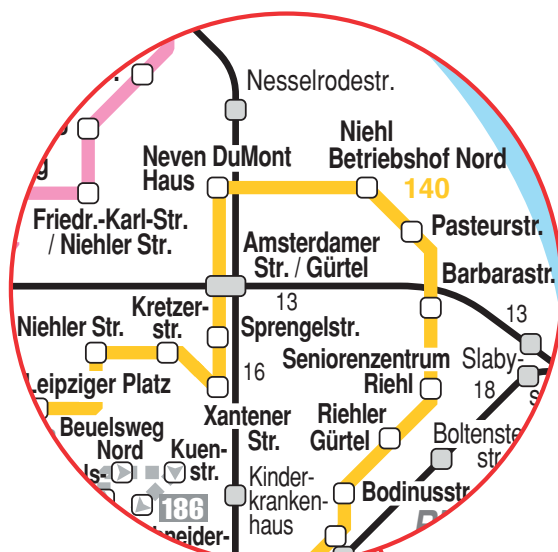 Nesselrodestr.
Niehl
Betriebshof Nord
140
Neven DuMont
Haus
Pasteurstr.
Friedr.-Karl-Str.
/ Niehler Str.
Amsterdamer
Str. / Gürtel
Barbarastr.
13
13
Kretzer-
str.
Niehler Str.
Sprengelstr.
Seniorenzentrum
Riehl
Slaby-
16
18
Leipziger Platz
Xantener
Str.
Riehler
Gürtel
Beuelsweg
Nord
Kuen-
str.
Boltenste
str.
Kinder-
kranken-
haus
Bodinusstr.
186